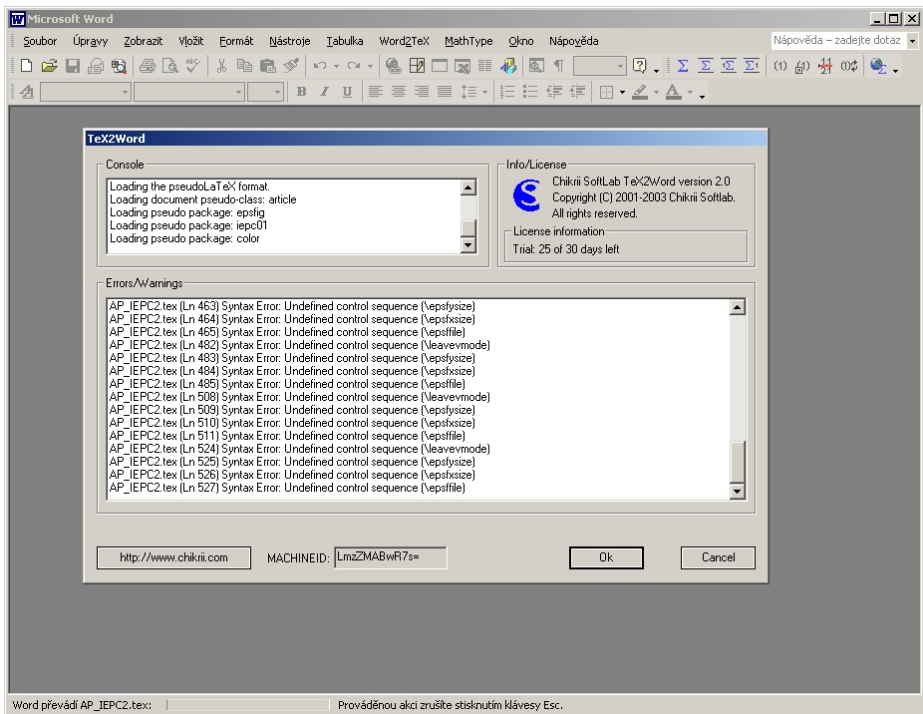 Microsoft Word
Soubor Úpravy Zobrazit Vložit Formát Nástroje Tabulka Word2TeX MathType Okno Nápověda Nápověda – zadejte dotaz
TeX2Word
Console
Loading the pseudoLaTeX format.
Loading document pseudo-class: article
Loading pseudo package: epsfig
Loading pseudo package: iepc01
Loading pseudo package: color
Info/License
Chikrii SoftLab TeX2Word version 2.0
Copyright (C) 2001-2003 Chikrii Softlab.
All rights reserved.
License information
Trial: 25 of 30 days left
Errors/Warnings
AP_IEPC2.tex (Ln 463) Syntax Error: Undefined control sequence (\epsfysize)
AP_IEPC2.tex (Ln 464) Syntax Error: Undefined control sequence (\epsfxsize)
AP_IEPC2.tex (Ln 465) Syntax Error: Undefined control sequence (\epsffile)
AP_IEPC2.tex (Ln 482) Syntax Error: Undefined control sequence (\leavevmode)
AP_IEPC2.tex (Ln 483) Syntax Error: Undefined control sequence (\epsfysize)
AP_IEPC2.tex (Ln 484) Syntax Error: Undefined control sequence (\epsfxsize)
AP_IEPC2.tex (Ln 485) Syntax Error: Undefined control sequence (\epsffile)
AP_IEPC2.tex (Ln 508) Syntax Error: Undefined control sequence (\leavevmode)
AP_IEPC2.tex (Ln 509) Syntax Error: Undefined control sequence (\epsfysize)
AP_IEPC2.tex (Ln 510) Syntax Error: Undefined control sequence (\epsfxsize)
AP_IEPC2.tex (Ln 511) Syntax Error: Undefined control sequence (\epsffile)
AP_IEPC2.tex (Ln 524) Syntax Error: Undefined control sequence (\leavevmode)
AP_IEPC2.tex (Ln 525) Syntax Error: Undefined control sequence (\epsfysize)
AP_IEPC2.tex (Ln 526) Syntax Error: Undefined control sequence (\epsfxsize)
AP_IEPC2.tex (Ln 527) Syntax Error: Undefined control sequence (\epsffile)
http://www.chikrii.com MACHINEID: LmzZMABwR7s= Ok Cancel
Word převádí AP_IEPC2.tex: Prováděnou akci zrušíte stisknutím klávesy Esc.